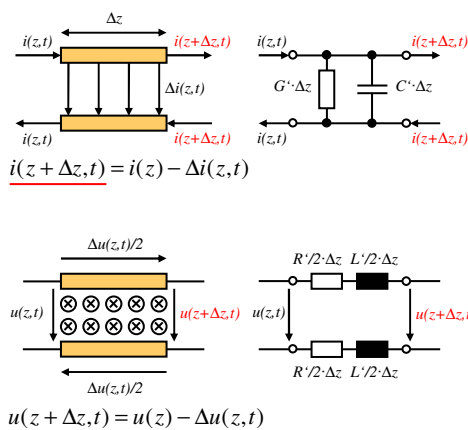 Δz
i(z,t) i(z+Δz,t) i(z,t) i(z+Δz,t)
Δi(z,t) G‘·Δz C‘·Δz
i(z,t) i(z+Δz,t) i(z,t) i(z+Δz,t)
i(z + Δz,t) = i(z) − Δi(z,t)
Δu(z,t)/2 R‘/2·Δz L‘/2·Δz
u(z,t) u(z+Δz,t) u(z,t) u(z+Δz,t
Δu(z,t)/2 R‘/2·Δz L‘/2·Δz
u(z + Δz,t) = u(z) − Δu(z,t)